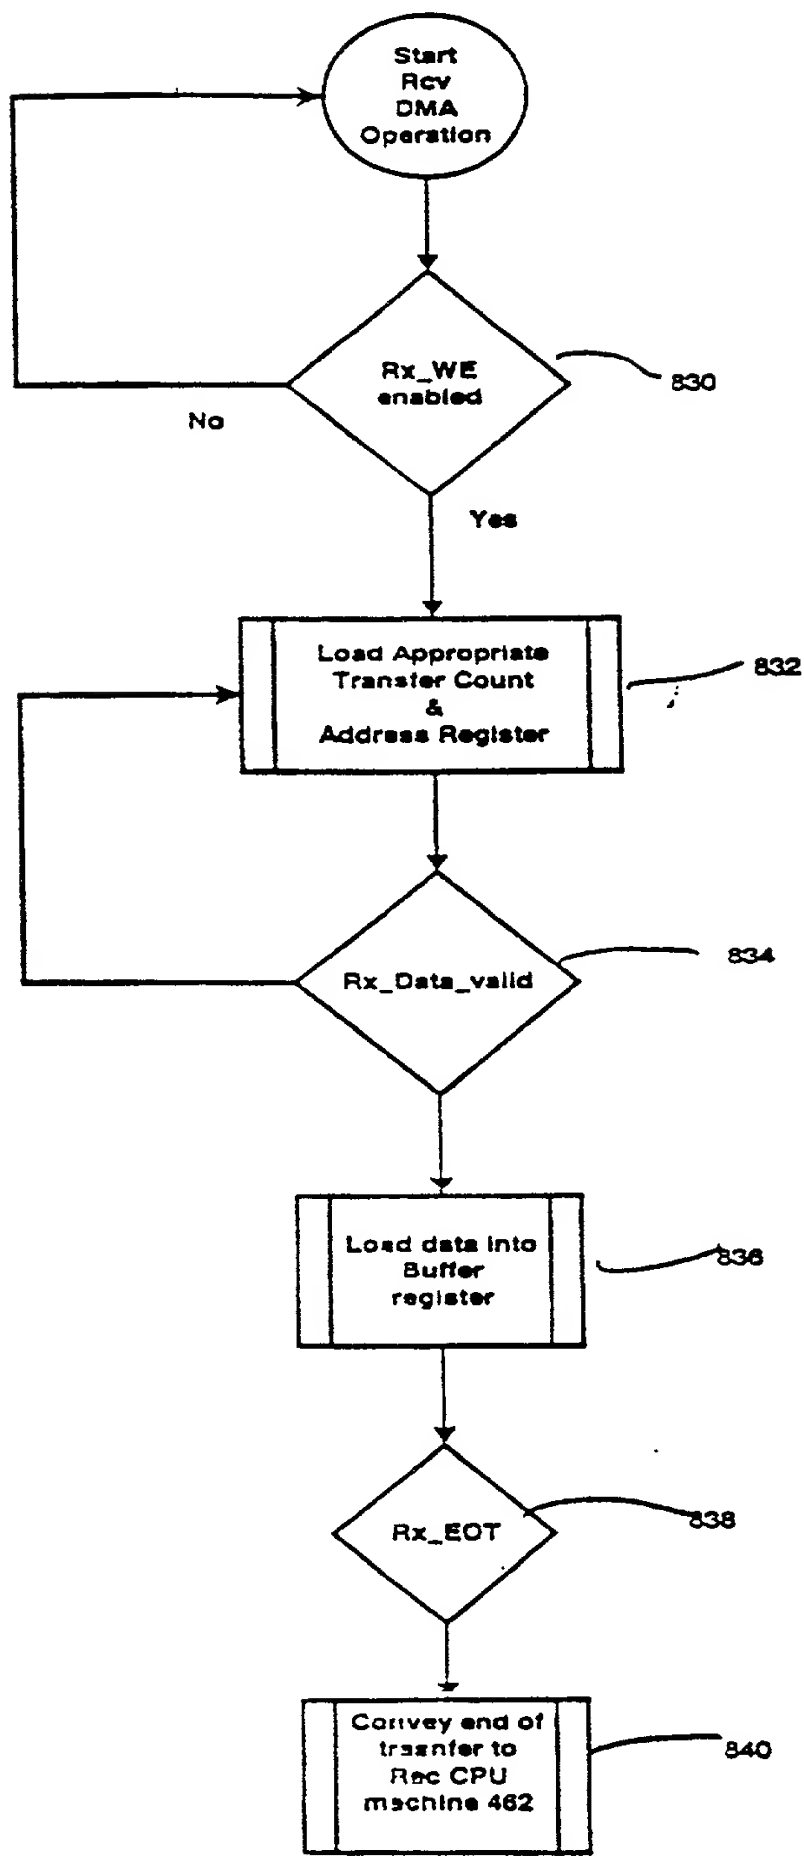 Start
Rcv
DMA
Operation
Rx_WE
enabled
830
No
Yes
Load Appropriate
Transfer Count
&
Address Register
832
Rx_Data_valid
834
Load data into
Buffer
register
836
Rx_EOT
838
Convey end of
trasnfer to
Rec CPU
machine 462
840